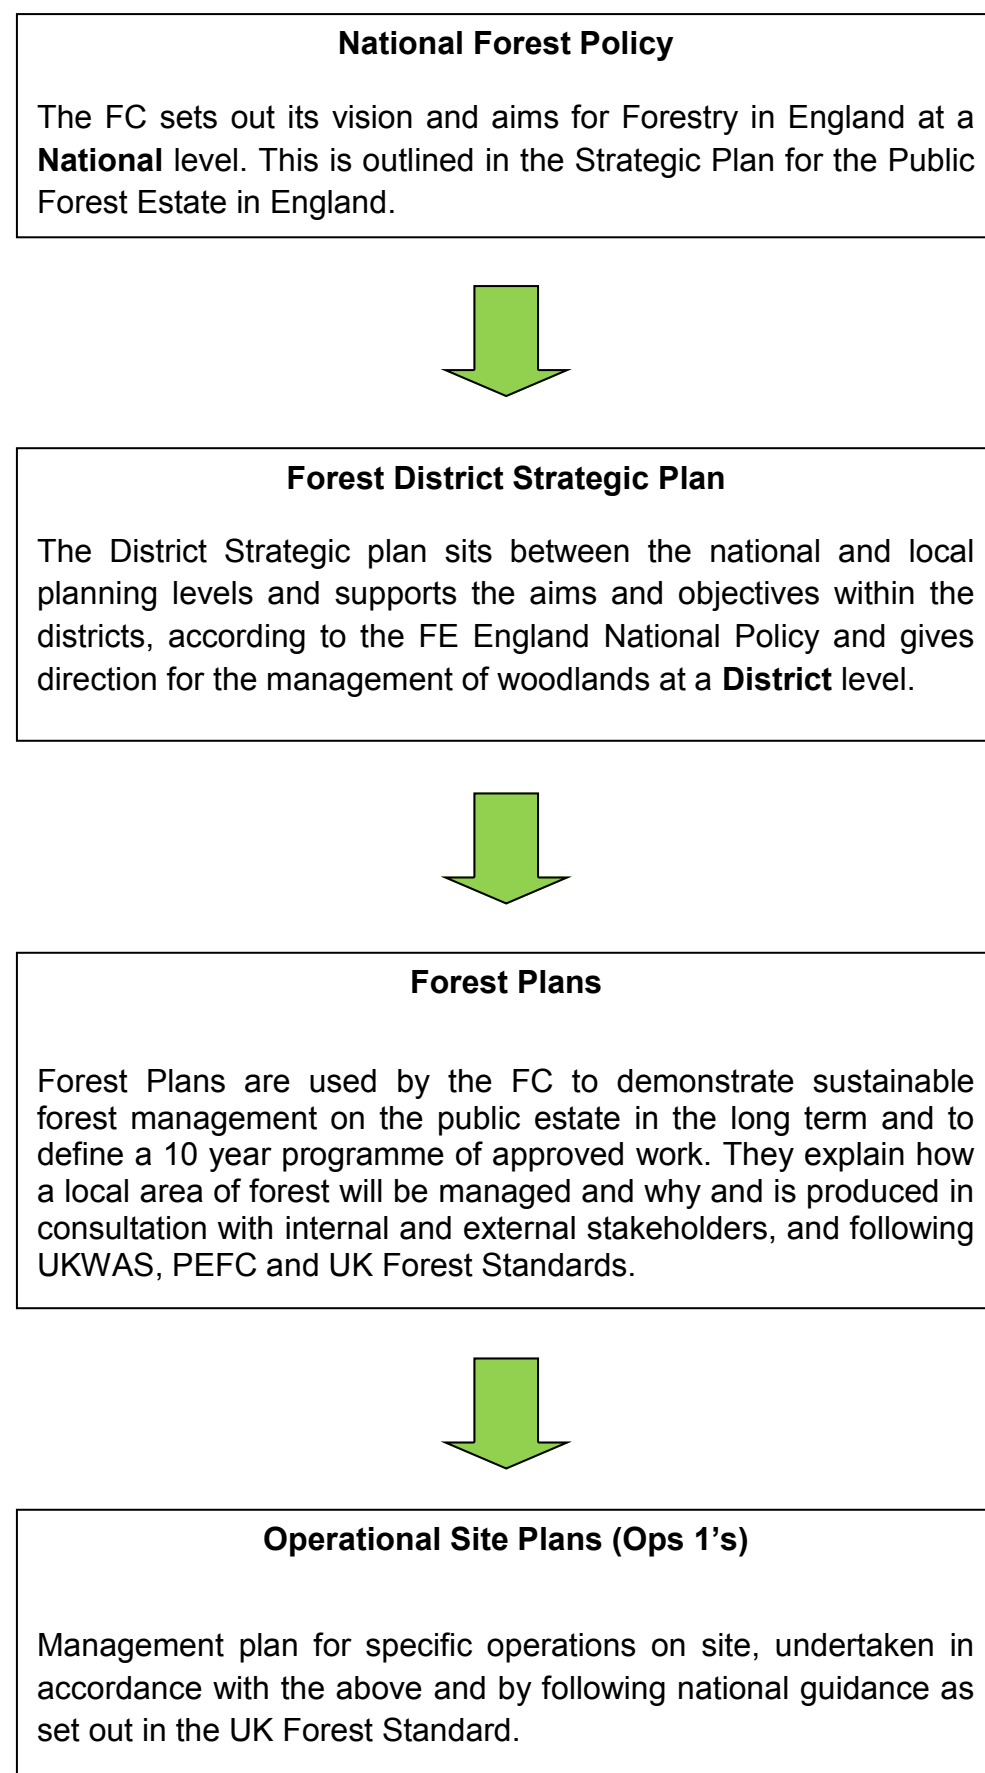 National Forest Policy
The FC sets out its vision and aims for Forestry in England at a
National level. This is outlined in the Strategic Plan for the Public
Forest Estate in England.
Forest District Strategic Plan
The District Strategic plan sits between the national and local
planning levels and supports the aims and objectives within the
districts, according to the FE England National Policy and gives
direction for the management of woodlands at a District level.
Forest Plans
Forest Plans are used by the FC to demonstrate sustainable
forest management on the public estate in the long term and to
define a 10 year programme of approved work. They explain how
a local area of forest will be managed and why and is produced in
consultation with internal and external stakeholders, and following
UKWAS, PEFC and UK Forest Standards.
Operational Site Plans (Ops 1’s)
Management plan for specific operations on site, undertaken in
accordance with the above and by following national guidance as
set out in the UK Forest Standard.